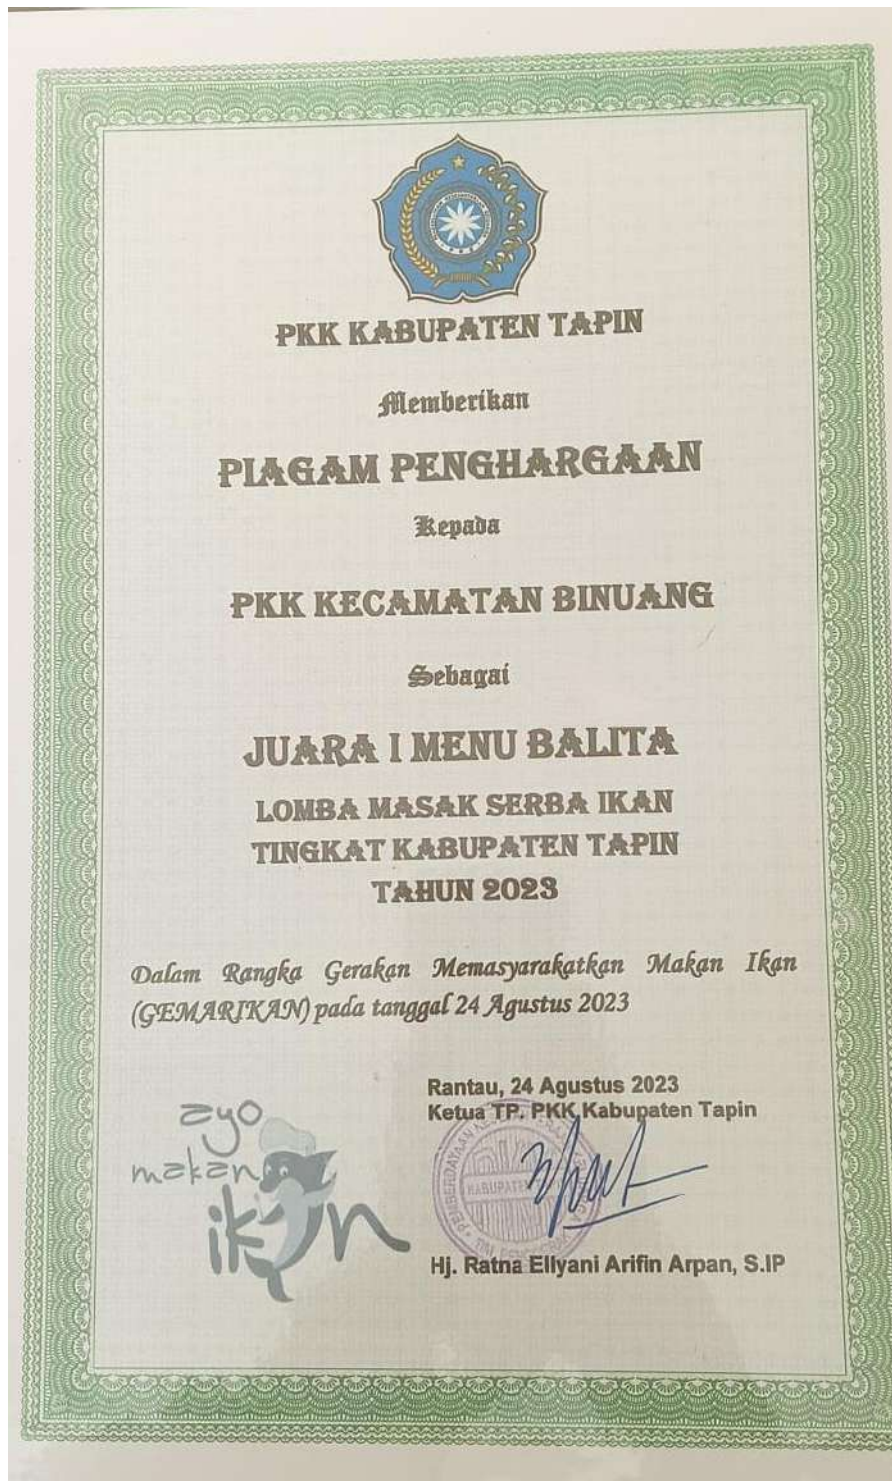 PKK KABUPATEN TAPIN
Memberikan
PIAGAM PENGHARGAAN
Kepada
PKK KECAMATAN BINUANG
Sebagai
JUARA I MENU BALITA
LOMBA MASAK SERBA IKAN
TINGKAT KABUPATEN TAPIN
TAHUN 2023
Dalam Rangka Gerakan Memasyarakatkan Makan Ikan
(GEMARIKAN) pada tanggal 24 Agustus 2023
ayo
makan
ikan
Rantau, 24 Agustus 2023
Ketua TP. PKK Kabupaten Tapin
KABUPATEN
Hj. Ratna Ellyani Arifin Arpan, S.IP